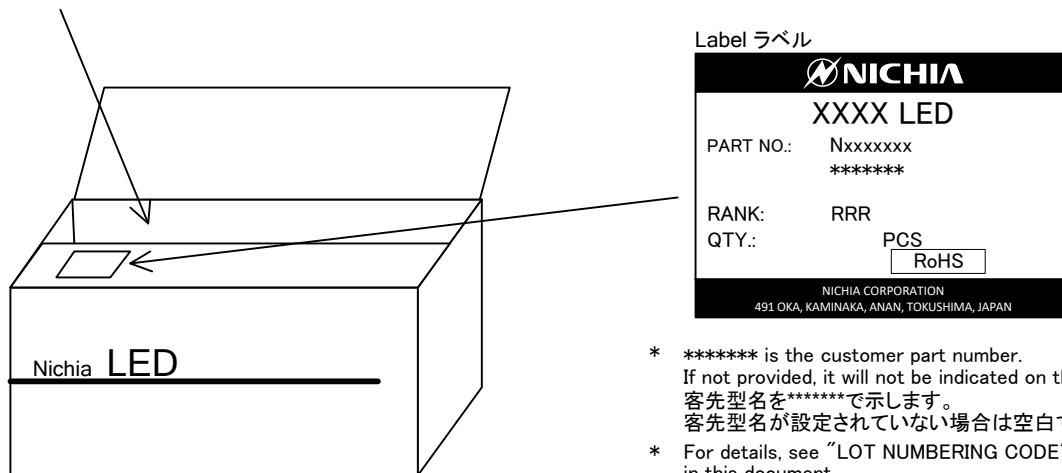 Label ラベル
NICHIA
XXXX LED
PART NO.: Nxxxxxxx
*******
RANK: RRR
QTY.: PCS
RoHS
NICHIA CORPORATION
491 OKA, KAMINAKA, ANAN, TOKUSHIMA, JAPAN
Nichia LED
* ******* is the customer part number.
If not provided, it will not be indicated on
客先型名を*******で示します。
客先型名が設定されていない場合は空白
* For details, see "LOT NUMBERING CODE"
in this document.